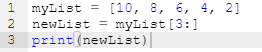 1 myList = [10, 8, 6, 4, 2]
2 newList = myList[3:]
3 print(newList)